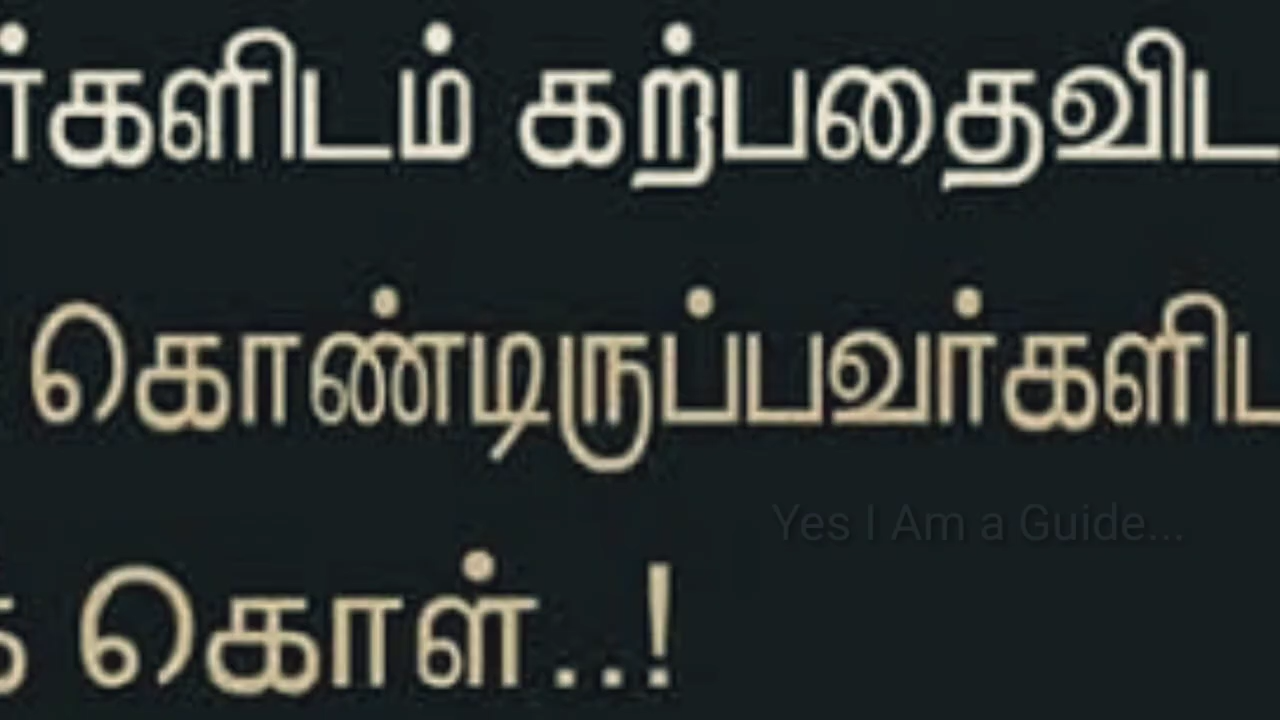 ர்களிடம் கற்பதைவிட
கொண்டிருப்பவர்களிட
Yes I Am a Guide...
கொள்..!